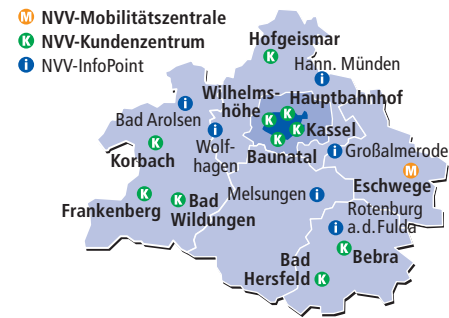 M NVV-Mobilitätszentrale
K NVV-Kundenzentrum
i NVV-InfoPoint
Hofgeismar
K
Hann. Münden
i
Wilhelms-
höhe
K
Hauptbahnhof
K
i
Bad Arolsen
K
Kassel
i
Wolf-
hagen
K
Korbach
K
Baunatal
i
Großalmerode
M
Eschwege
K
Frankenberg
K
Bad
Wildungen
Melsungen
i
Rotenburg
i
a.d.Fulda
K
Bebra
Bad
Hersfeld
K